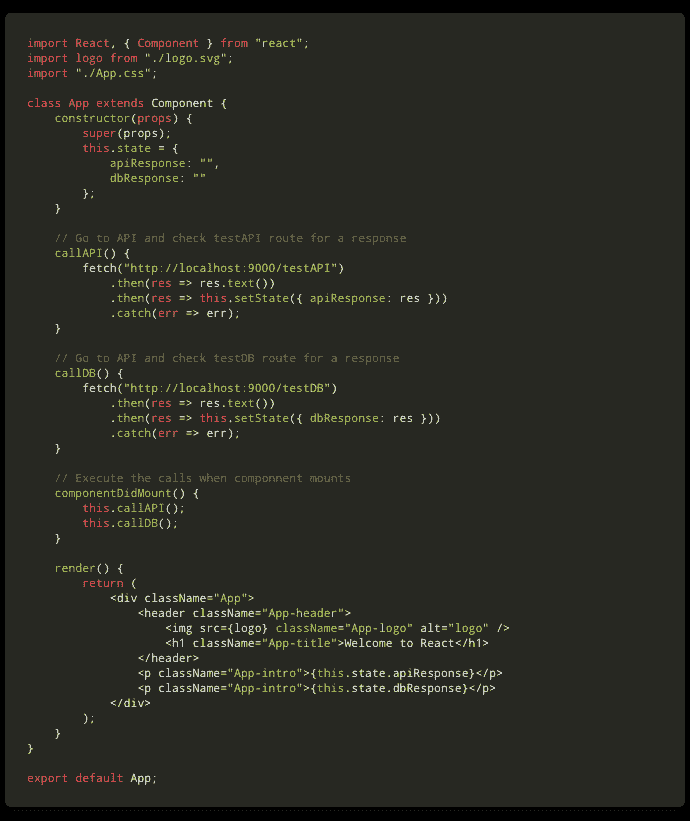 import React, { Component } from "react";
import logo from "./logo.svg";
import "./App.css";

class App extends Component {
    constructor(props) {
        super(props);
        this.state = {
            apiResponse: "",
            dbResponse: ""
        };
    }

    // Go to API and check testAPI route for a response
    callAPI() {
        fetch("http://localhost:9000/testAPI")
            .then(res => res.text())
            .then(res => this.setState({ apiResponse: res }))
            .catch(err => err);
    }

    // Go to API and check testDB route for a response
    callDB() {
        fetch("http://localhost:9000/testDB")
            .then(res => res.text())
            .then(res => this.setState({ dbResponse: res }))
            .catch(err => err);
    }

    // Execute the calls when componnent mounts
    componentDidMount() {
        this.callAPI();
        this.callDB();
    }

    render() {
        return (
            <div className="App">
                <header className="App-header">
                    <img src={logo} className="App-logo" alt="logo" />
                    <h1 className="App-title">Welcome to React</h1>
                </header>
                <p className="App-intro">{this.state.apiResponse}</p>
                <p className="App-intro">{this.state.dbResponse}</p>
            </div>
        );
    }
}

export default App;